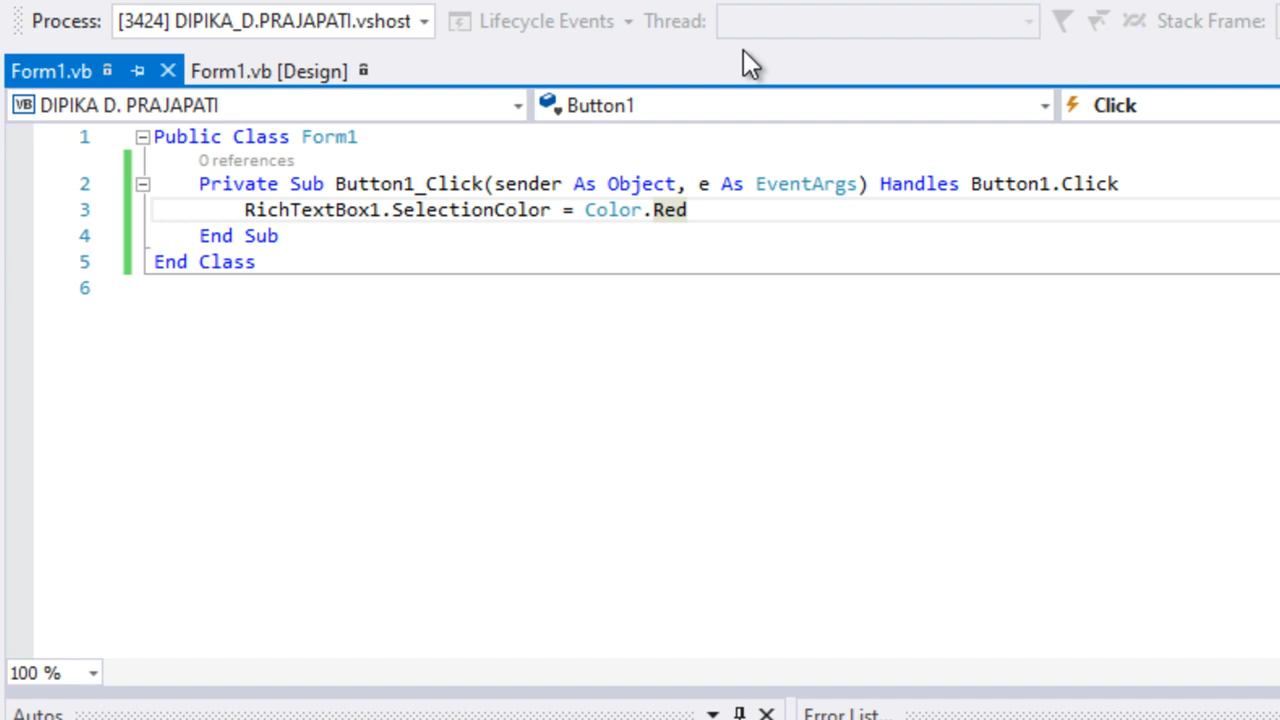 Process: [3424] DIPIKA_D.PRAJAPATI.vshost Lifecycle Events Thread: Stack Frame:
Form1.vb Form1.vb [Design]
VB DIPIKA D. PRAJAPATI Button1 Click
1 Public Class Form1
0 references
2 Private Sub Button1_Click(sender As Object, e As EventArgs) Handles Button1.Click
3 RichTextBox1.SelectionColor = Color.Red
4 End Sub
5 End Class
6
100 %
Autos Error List...